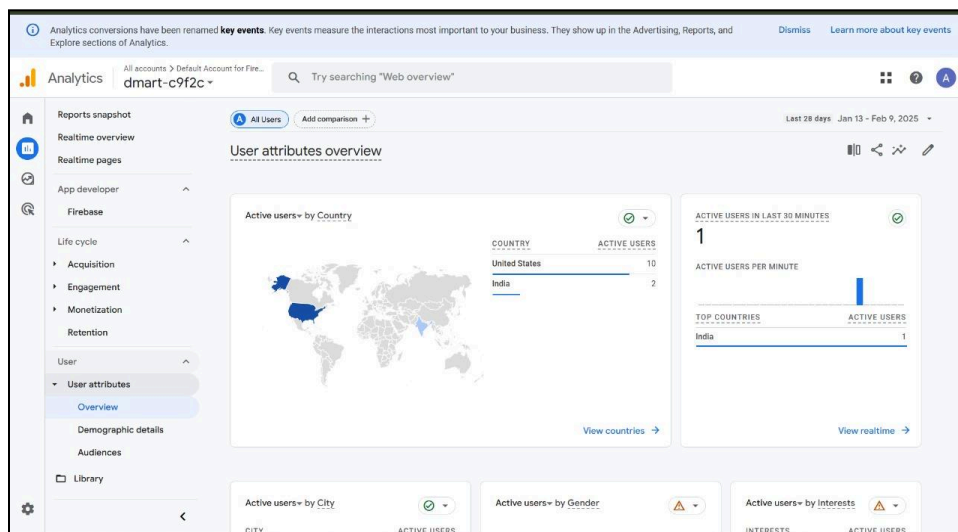 Analytics conversions have been renamed key events. Key events measure the interactions most important to your business. They show up in the Advertising, Reports, and
Explore sections of Analytics.
Dismiss
Learn more about key events
Analytics
All accounts > Default Account for Fire...
dmart-c9f2c
Try searching "Web overview"
A
Reports snapshot
Realtime overview
Realtime pages
App developer
Firebase
Life cycle
Acquisition
Engagement
Monetization
Retention
User
User attributes
Overview
Demographic details
Audiences
Library
A All Users
Add comparison +
Last 28 days Jan 13 - Feb 9, 2025
User attributes overview
Active users by Country
COUNTRY ACTIVE USERS
United States 10
India 2
View countries
ACTIVE USERS IN LAST 30 MINUTES
1
ACTIVE USERS PER MINUTE
TOP COUNTRIES ACTIVE USERS
India 1
View realtime
Active users by City
CITY ACTIVE USERS
Active users by Gender
Active users by Interests
INTERESTS ACTIVE USERS